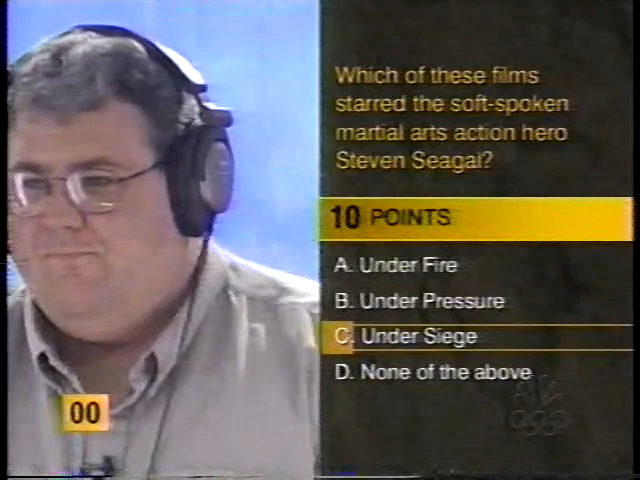 Which of these films
starred the soft-spoken
martial arts action hero
Steven Seagal?
10 POINTS
A. Under Fire
B. Under Pressure
C. Under Siege
D. None of the above
00